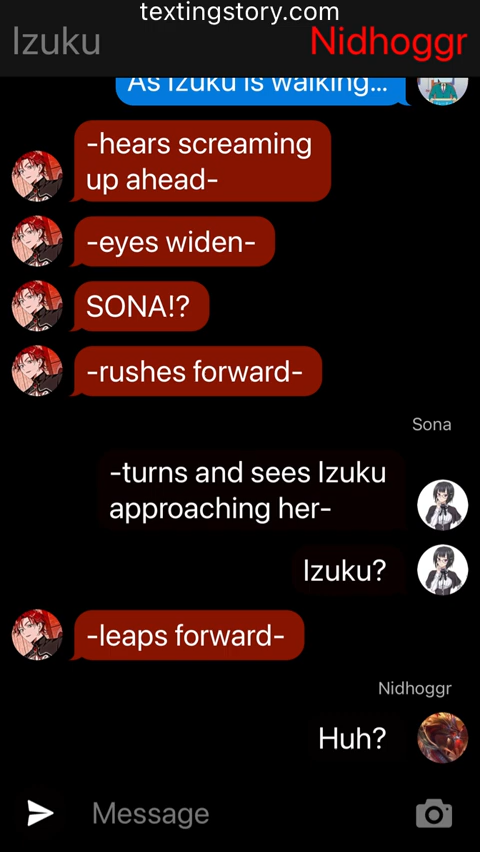 textingstory.com
Izuku
Nidhoggr
As Izuku is walking...
-hears screaming
up ahead-
-eyes widen-
SONA!?
-rushes forward-
Sona
-turns and sees Izuku
approaching her-
Izuku?
-leaps forward-
Nidhoggr
Huh?
Message